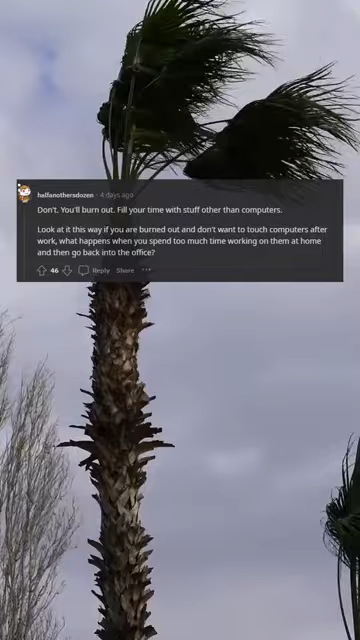 halfanothersdozen · 4 days ago
Don't. You'll burn out. Fill your time with stuff other than computers.
Look at it this way if you are burned out and don't want to touch computers after
work, what happens when you spend too much time working on them at home
and then go back into the office?
46 Reply Share ···